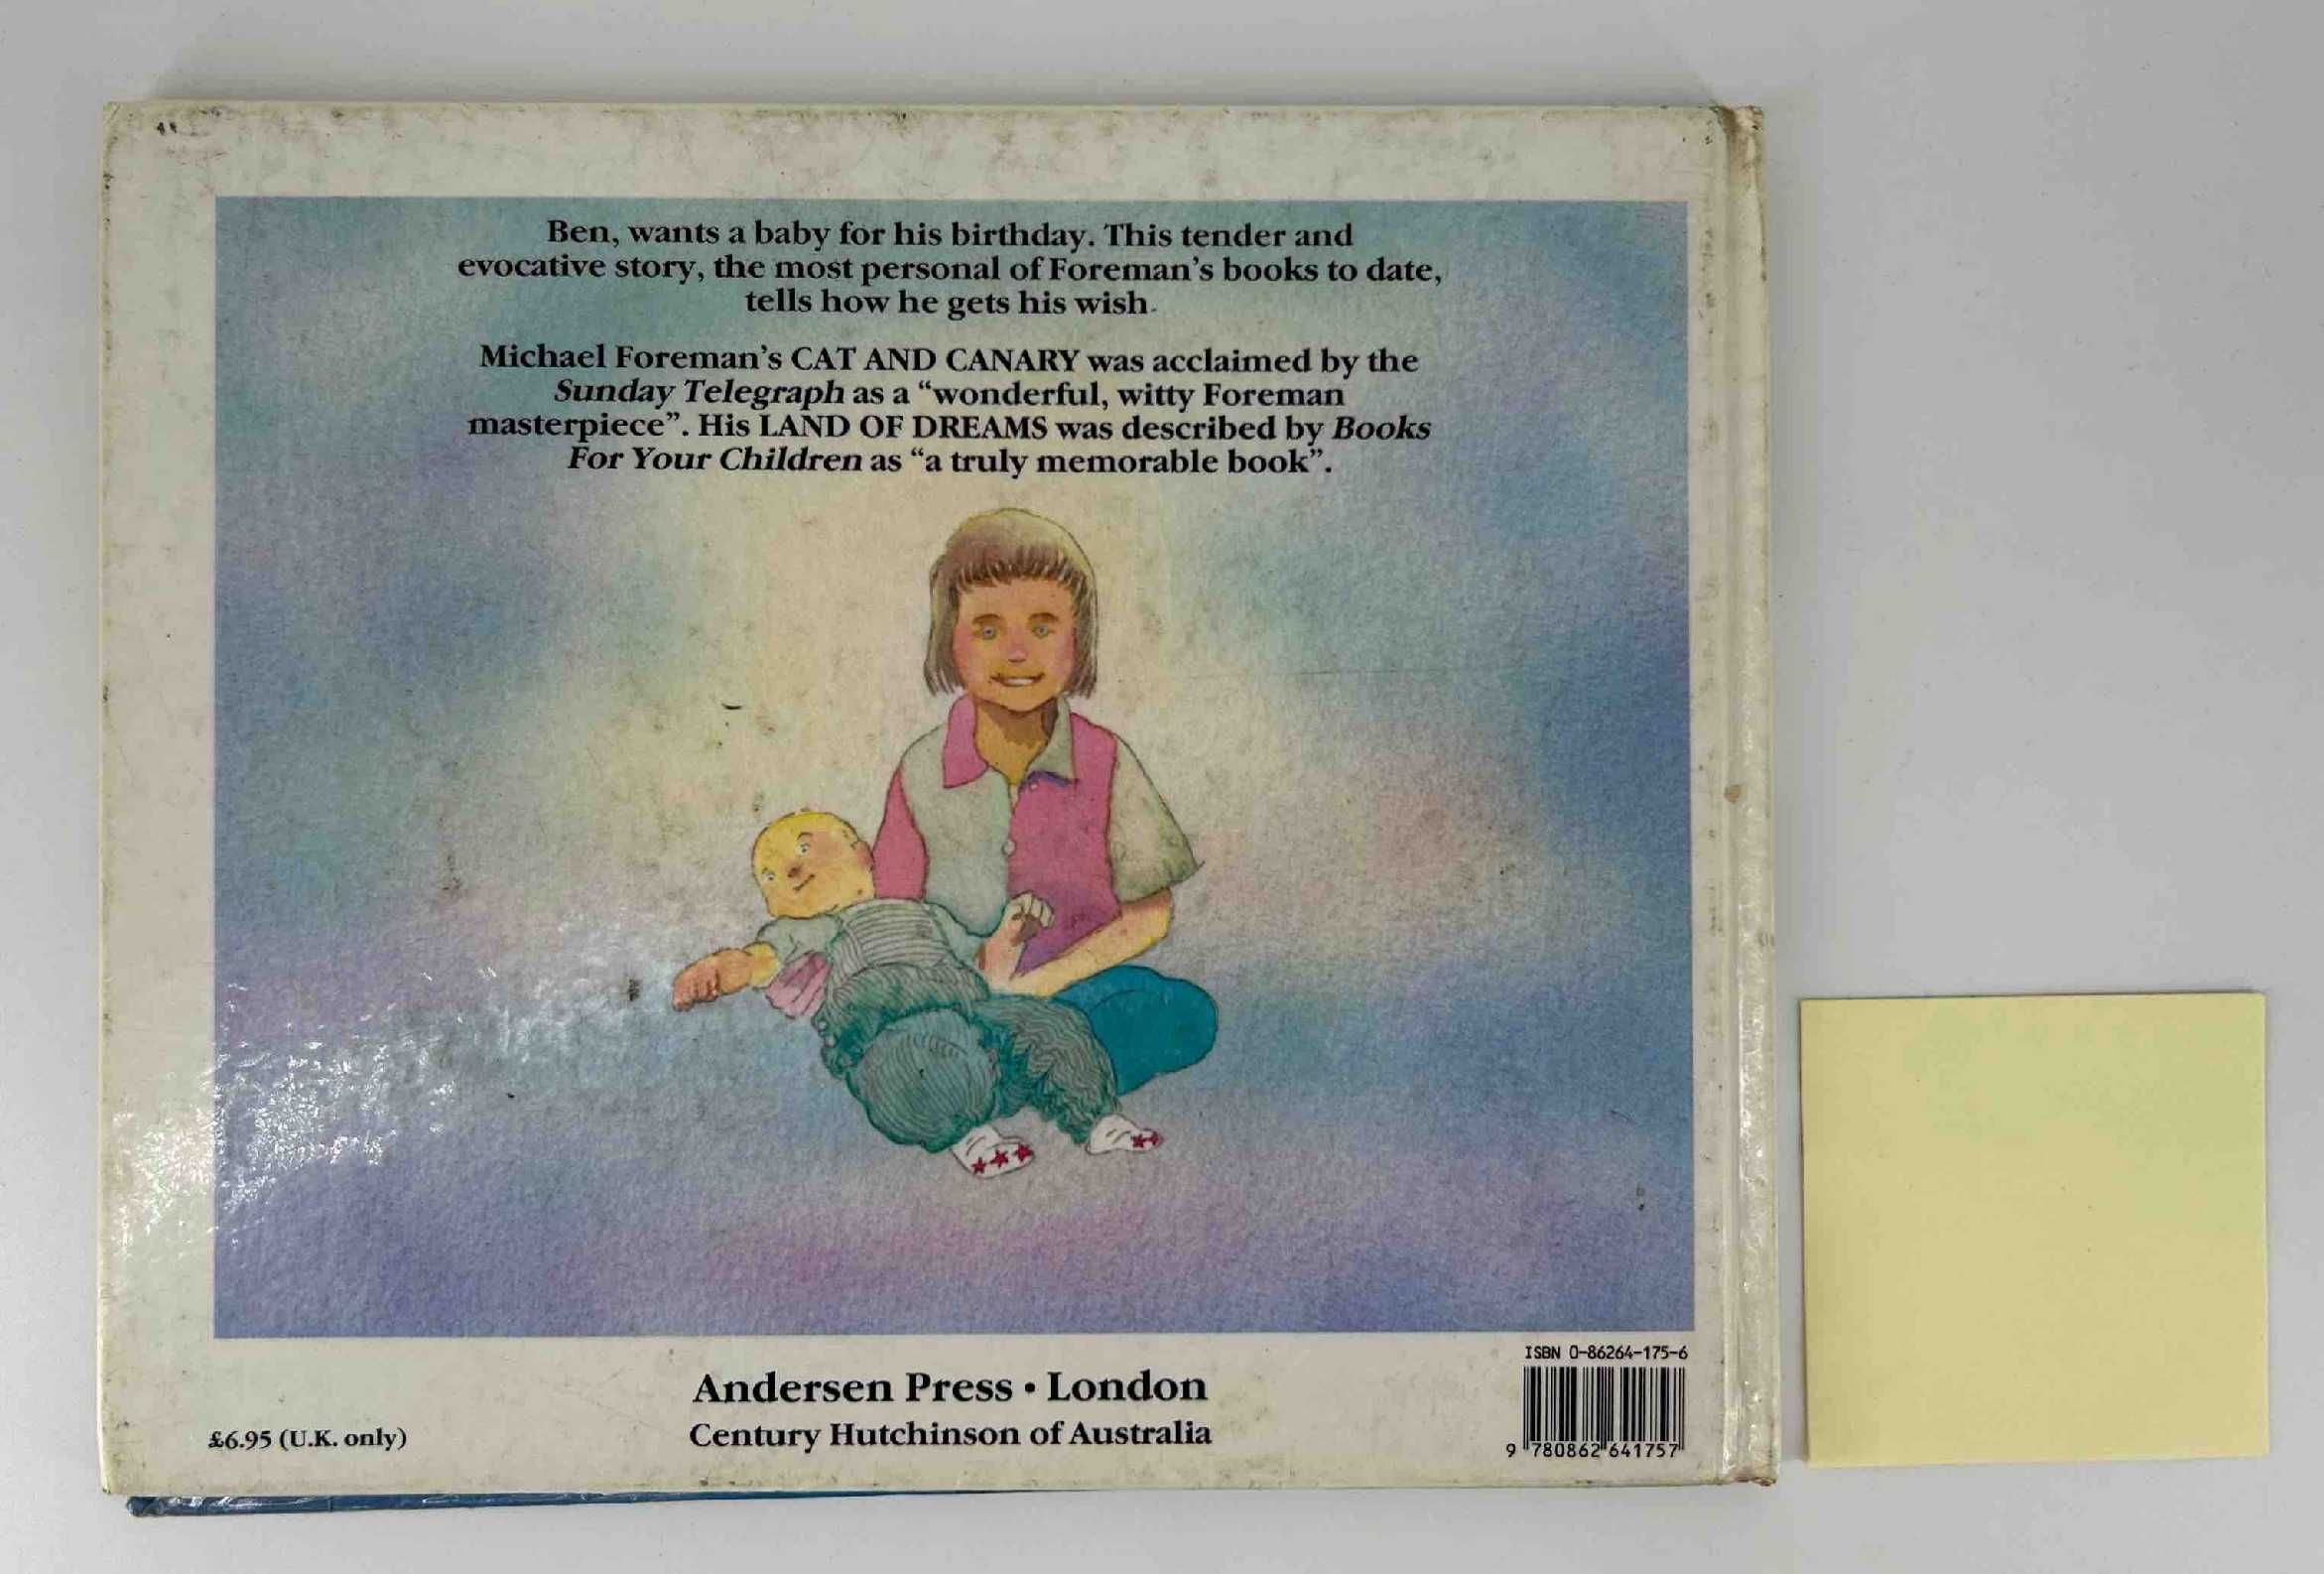 Ben, wants a baby for his birthday. This tender and
evocative story, the most personal of Foreman's books to date,
tells how he gets his wish.
Michael Foreman's CAT AND CANARY was acclaimed by the
Sunday Telegraph as a “wonderful, witty Foreman
masterpiece”. His LAND OF DREAMS was described by Books
For Your Children as “a truly memorable book”.
ISBN 0-86264-175-6
Andersen Press • London
Century Hutchinson of Australia
£6.95 (U.K. only)
9 780862 641757